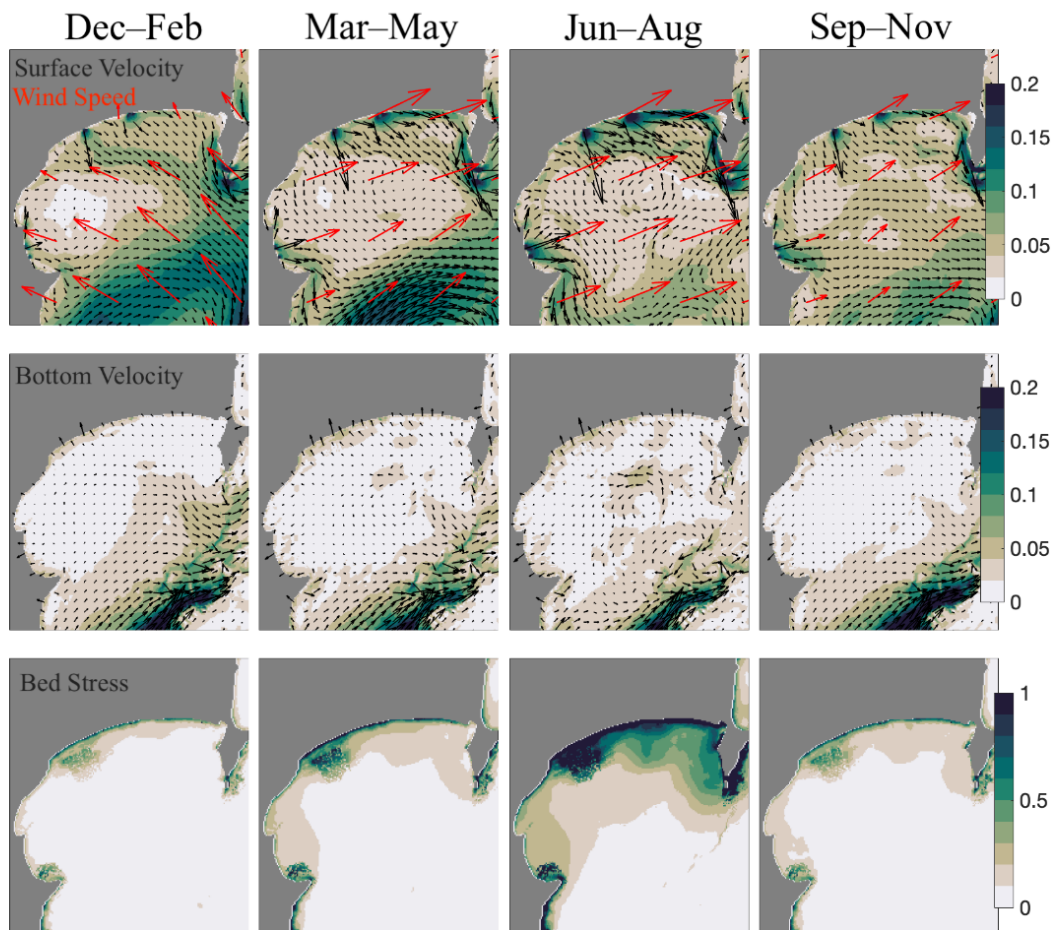 Dec–Feb Mar–May Jun–Aug Sep–Nov
Surface Velocity
Wind Speed
0.2
0.15
0.1
0.05
0
Bottom Velocity
0.2
0.15
0.1
0.05
0
Bed Stress
1
0.5
0